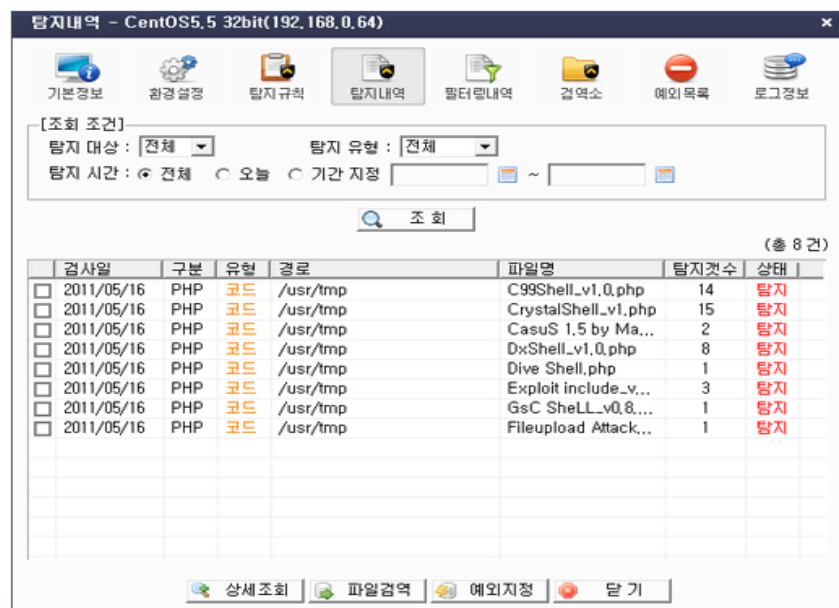 탐지내역 - CentOS5.5 32bit(192.168.0.64)
기본정보 환경설정 탐지규칙 탐지내역 필터링내역 검역소 예외목록 로그정보
[조회 조건]
탐지 대상 : 전체 탐지 유형 : 전체
탐지 시간 : 전체 오늘 기간 지정 ~
조 회
(총 8 건)
검사일 구분 유형 경로 파일명 탐지갯수 상태
2011/05/16 PHP 코드 /usr/tmp C99Shell_v1.0.php 14 탐지
2011/05/16 PHP 코드 /usr/tmp CrystalShell_v1.php 15 탐지
2011/05/16 PHP 코드 /usr/tmp CasuS 1.5 by Ma... 2 탐지
2011/05/16 PHP 코드 /usr/tmp DxShell_v1.0.php 8 탐지
2011/05/16 PHP 코드 /usr/tmp Dive Shell.php 1 탐지
2011/05/16 PHP 코드 /usr/tmp Exploit include_v... 3 탐지
2011/05/16 PHP 코드 /usr/tmp GsC SheLL_v0.8.... 1 탐지
2011/05/16 PHP 코드 /usr/tmp Fileupload Attack... 1 탐지
상세조회 파일검역 예외지정 닫 기